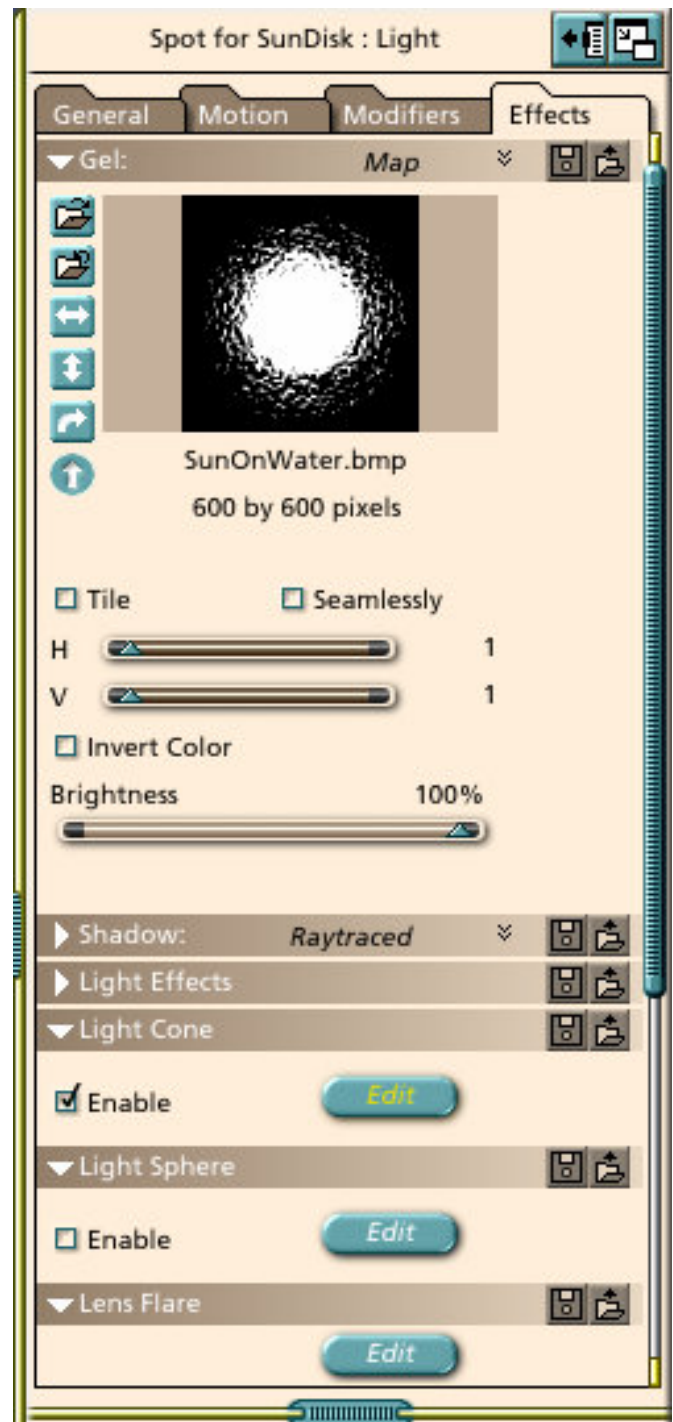 Spot for SunDisk : Light
General Motion Modifiers Effects
Gel: Map
SunOnWater.bmp
600 by 600 pixels
Tile Seamlessly
H 1
V 1
Invert Color
Brightness 100%
Shadow: Raytraced
Light Effects
Light Cone
Enable Edit
Light Sphere
Enable Edit
Lens Flare
Edit